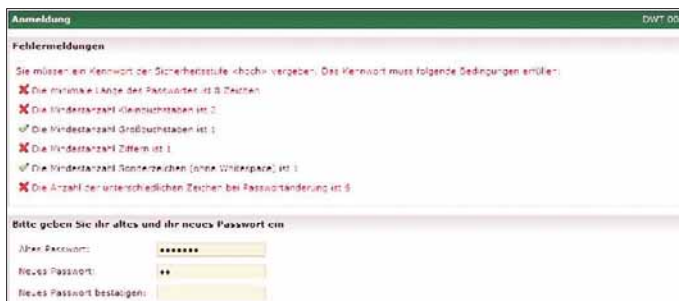 Anmeldung DWT 00
Fehlermeldungen
Sie müssen ein Kennwort der Sicherheitsstufe <hoch> vergeben. Das Kennwort muss folgende Bedingungen erfüllen:
Die minimale Länge des Passwortes ist 8 Zeichen
Die Mindestanzahl Kleinbuchstaben ist 2
Die Mindestanzahl Großbuchstaben ist 1
Die Mindestanzahl Ziffern ist 1
Die Mindestanzahl Sonderzeichen (ohne Whitespace) ist 1
Die Anzahl der unterschiedlichen Zeichen bei Passwortänderung ist 6
Bitte geben Sie ihr altes und ihr neues Passwort ein
Altes Passwort:
Neues Passwort:
Neues Passwort bestätigen: